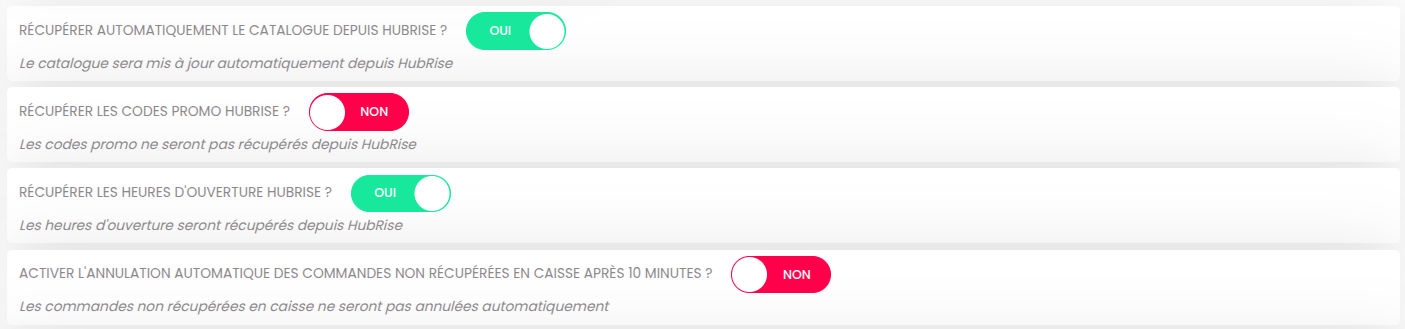 RÉCUPÉRER AUTOMATIQUEMENT LE CATALOGUE DEPUIS HUBRISE ? OUI
Le catalogue sera mis à jour automatiquement depuis HubRise
RÉCUPÉRER LES CODES PROMO HUBRISE ? NON
Les codes promo ne seront pas récupérés depuis HubRise
RÉCUPÉRER LES HEURES D'OUVERTURE HUBRISE ? OUI
Les heures d'ouverture seront récupérés depuis HubRise
ACTIVER L'ANNULATION AUTOMATIQUE DES COMMANDES NON RÉCUPÉRÉES EN CAISSE APRÈS 10 MINUTES ? NON
Les commandes non récupérées en caisse ne seront pas annulées automatiquement